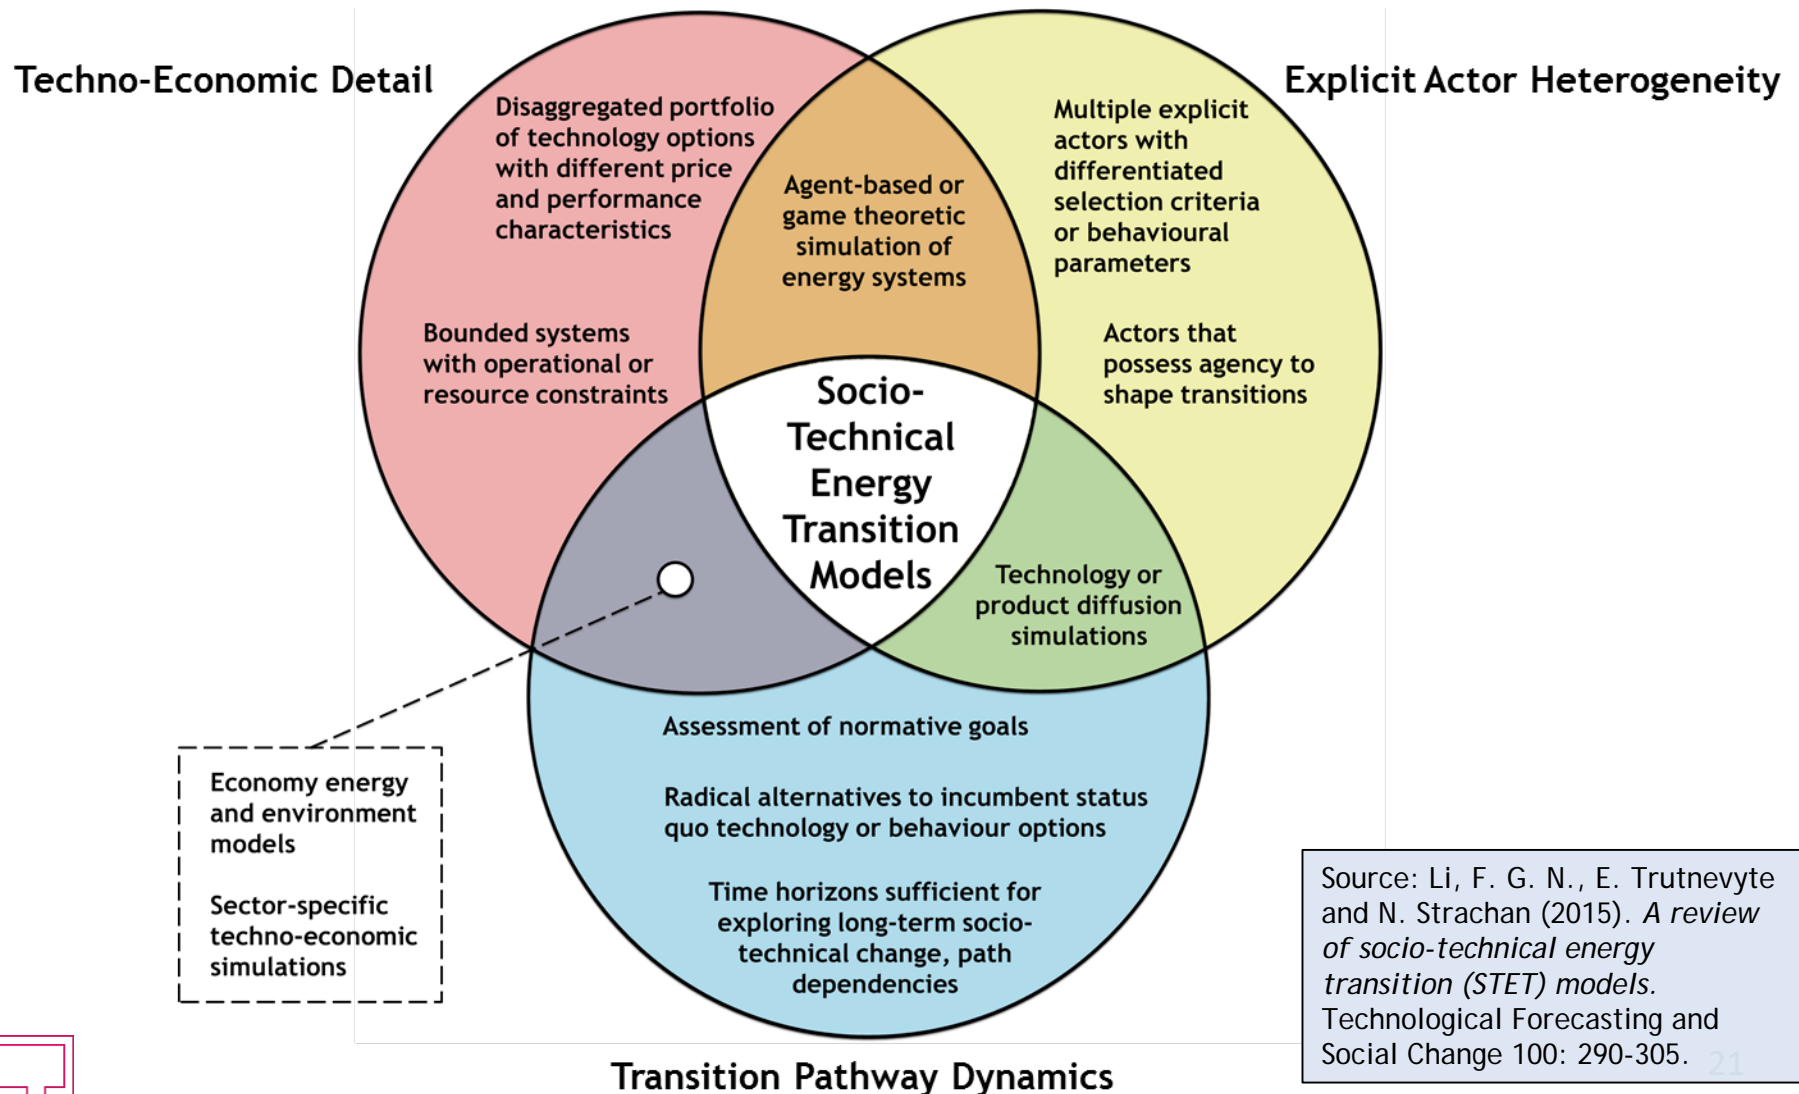 Techno-Economic Detail
Explicit Actor Heterogeneity
Disaggregated portfolio
of technology options
with different price
and performance
characteristics
Bounded systems
with operational or
resource constraints
Agent-based or
game theoretic
simulation of
energy systems
Multiple explicit
actors with
differentiated
selection criteria
or behavioural
parameters
Actors that
possess agency to
shape transitions
Socio-
Technical
Energy
Transition
Models
Technology or
product diffusion
simulations
Assessment of normative goals
Radical alternatives to incumbent status
quo technology or behaviour options
Time horizons sufficient for
exploring long-term socio-
technical change, path
dependencies
Economy energy
and environment
models
Sector-specific
techno-economic
simulations
Transition Pathway Dynamics
Source: Li, F. G. N., E. Trutnevyte
and N. Strachan (2015). A review
of socio-technical energy
transition (STET) models.
Technological Forecasting and
Social Change 100: 290-305.
21